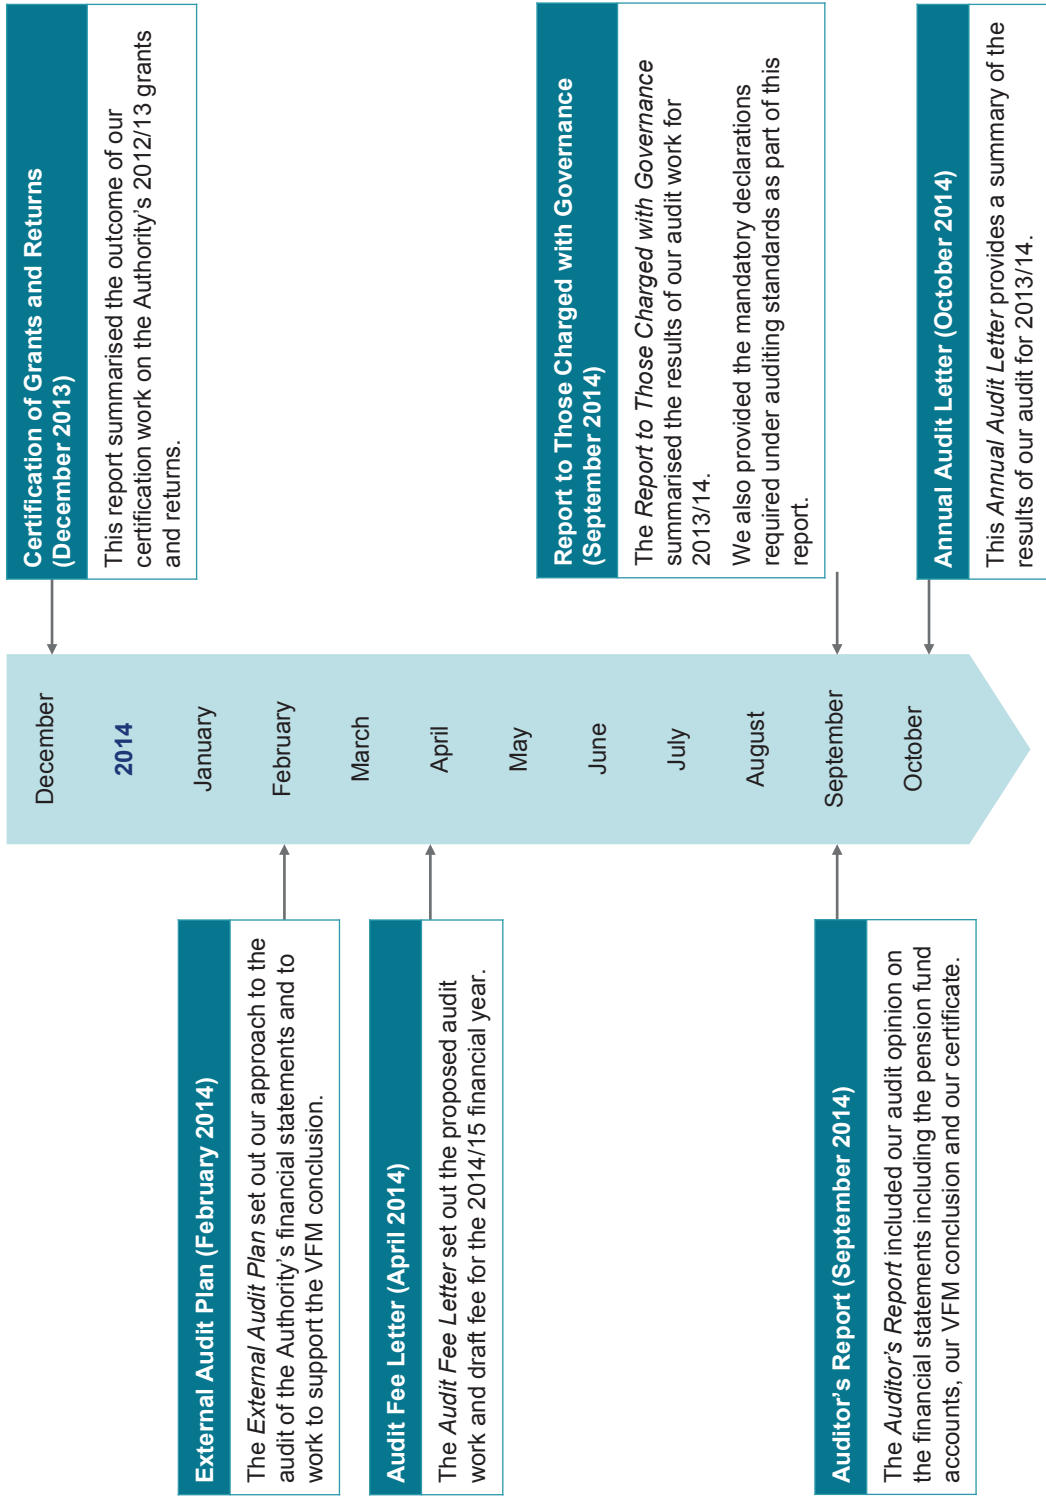 December
2014
January
February
March
April
May
June
July
August
September
October
Certification of Grants and Returns
(December 2013)
This report summarised the outcome of our
certification work on the Authority's 2012/13 grants
and returns.
External Audit Plan (February 2014)
The External Audit Plan set out our approach to the
audit of the Authority's financial statements and to
work to support the VFM conclusion.
Audit Fee Letter (April 2014)
The Audit Fee Letter set out the proposed audit
work and draft fee for the 2014/15 financial year.
Report to Those Charged with Governance
(September 2014)
The Report to Those Charged with Governance
summarised the results of our audit work for
2013/14.
We also provided the mandatory declarations
required under auditing standards as part of this
report.
Auditor's Report (September 2014)
The Auditor's Report included our audit opinion on
the financial statements including the pension fund
accounts, our VFM conclusion and our certificate.
Annual Audit Letter (October 2014)
This Annual Audit Letter provides a summary of the
results of our audit for 2013/14.